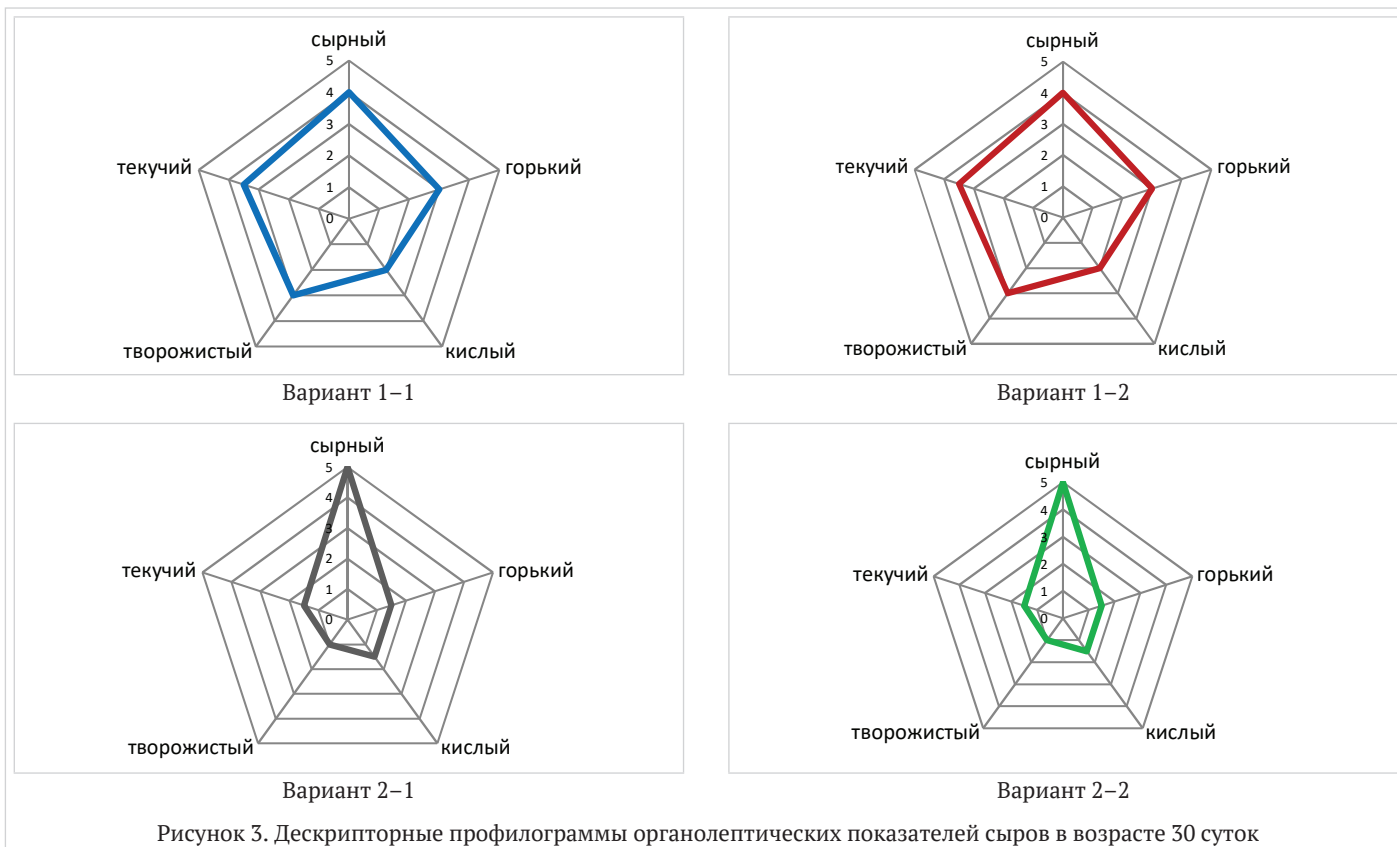 сырный
5
4
3
2
1
0
горький
кислый
творожистый
текучий
Вариант 1–1
сырный
5
4
3
2
1
0
горький
кислый
творожистый
текучий
Вариант 1–2
сырный
5
4
3
2
1
0
горький
кислый
творожистый
текучий
Вариант 2–1
сырный
5
4
3
2
1
0
горький
кислый
творожистый
текучий
Вариант 2–2
Рисунок 3. Дескрипторные профилограммы органолептических показателей сыров в возрасте 30 суток